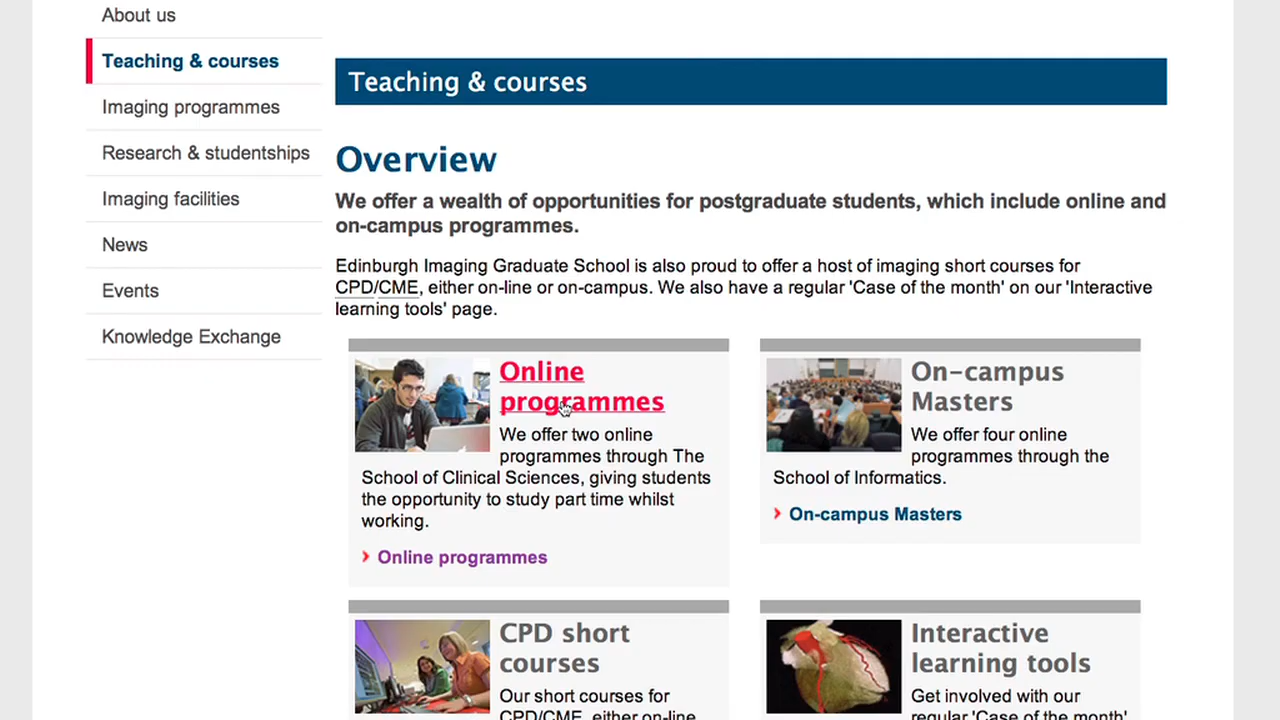 About us
Teaching & courses
Imaging programmes
Research & studentships
Imaging facilities
News
Events
Knowledge Exchange
Teaching & courses
Overview
We offer a wealth of opportunities for postgraduate students, which include online and
on-campus programmes.
Edinburgh Imaging Graduate School is also proud to offer a host of imaging short courses for
CPD/CME, either on-line or on-campus. We also have a regular 'Case of the month' on our 'Interactive
learning tools' page.
Online
programmes
We offer two online
programmes through The
School of Clinical Sciences, giving students
the opportunity to study part time whilst
working.
Online programmes
On-campus
Masters
We offer four online
programmes through the
School of Informatics.
On-campus Masters
CPD short
courses
Our short courses for
CPD/CME, either on-line
Interactive
learning tools
Get involved with our
regular 'Case of the month'